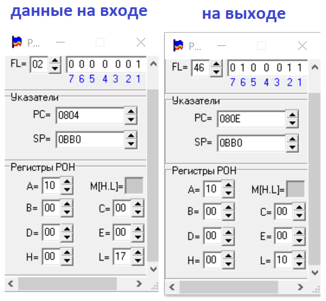 данные на входе
на выходе
Р...
FL= 02 0 0 0 0 0 0 1
7 6 5 4 3 2 1
Указатели
PC= 0804
SP= 0BB0
Регистры РОН
A= 10 M[H.L]=
B= 00 C= 00
D= 00 E= 00
H= 00 L= 17
Р...
FL= 46 0 1 0 0 0 1 1
7 6 5 4 3 2 1
Указатели
PC= 080E
SP= 0BB0
Регистры РОН
A= 10 M[H.L]=
B= 00 C= 00
D= 00 E= 00
H= 00 L= 10